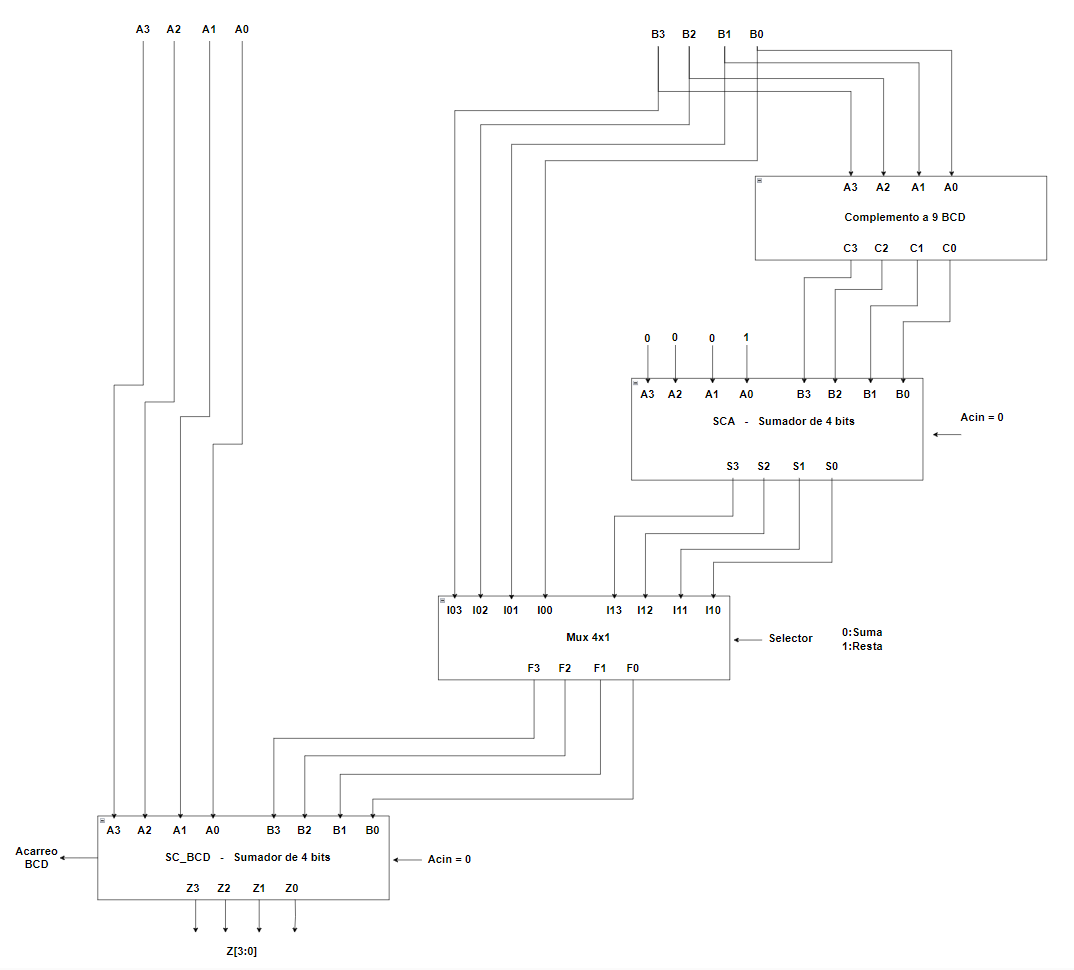 A3 A2 A1 A0
B3 B2 B1 B0
A3 A2 A1 A0
Complemento a 9 BCD
C3 C2 C1 C0
0 0 0 1
A3 A2 A1 A0 B3 B2 B1 B0
SCA - Sumador de 4 bits
Acin = 0
S3 S2 S1 S0
I03 I02 I01 I00 I13 I12 I11 I10
Mux 4x1
Selector
0:Suma
1:Resta
F3 F2 F1 F0
A3 A2 A1 A0 B3 B2 B1 B0
Acarreo
BCD
SC_BCD - Sumador de 4 bits
Acin = 0
Z3 Z2 Z1 Z0
Z[3:0]